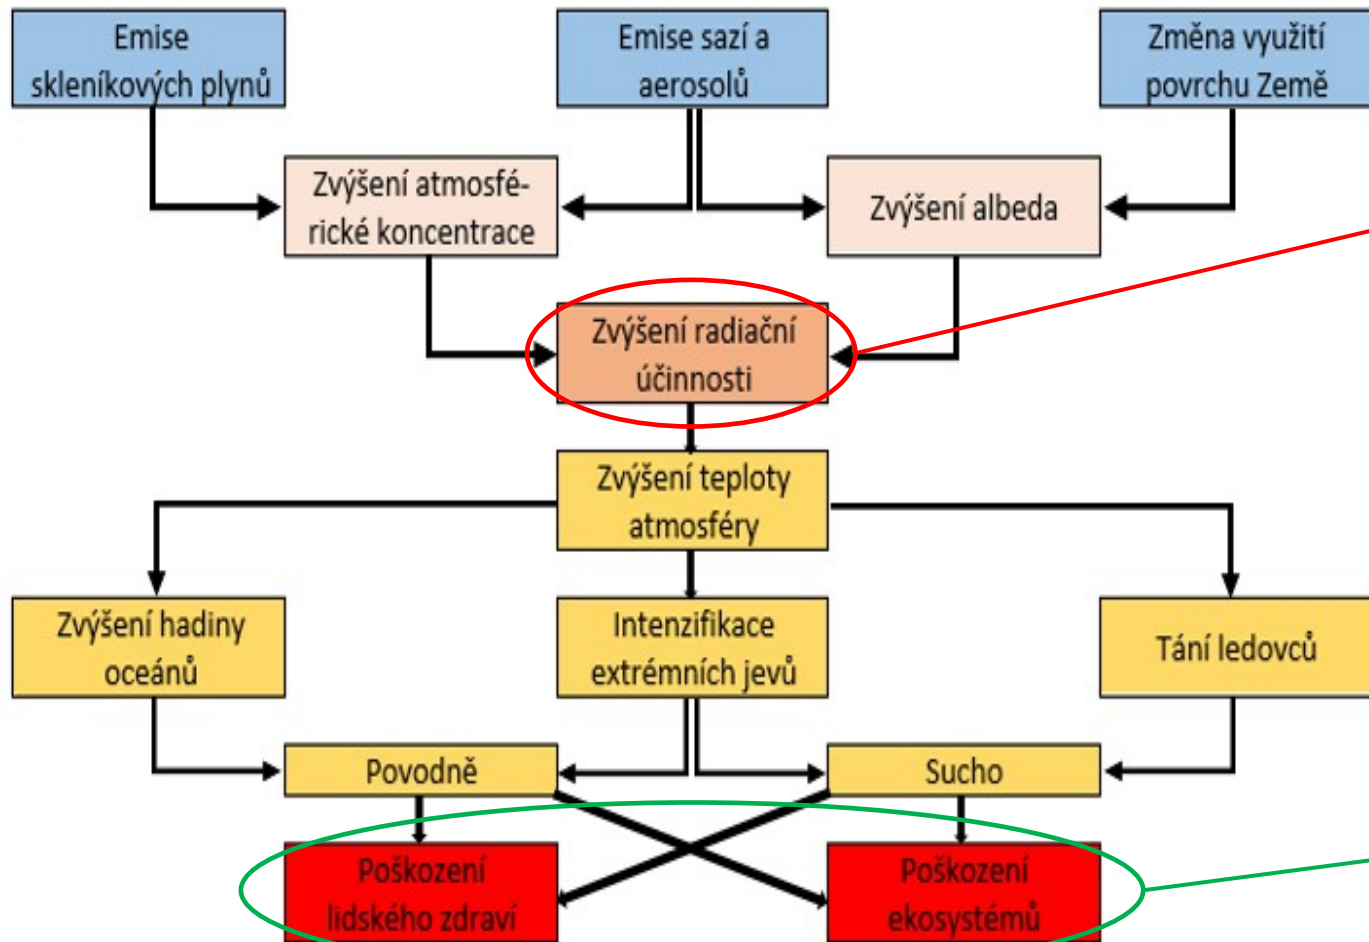 Emise
skleníkových plynů
Emise sazí a
aerosolů
Změna využití
povrchu Země
Zvýšení atmosfé-
rické koncentrace
Zvýšení albeda
Zvýšení radiační
účinnosti
Zvýšení teploty
atmosféry
Zvýšení hadiny
oceánů
Intenzifikace
extrémních jevů
Tání ledovců
Povodně
Sucho
Poškození
lidského zdraví
Poškození
ekosystémů